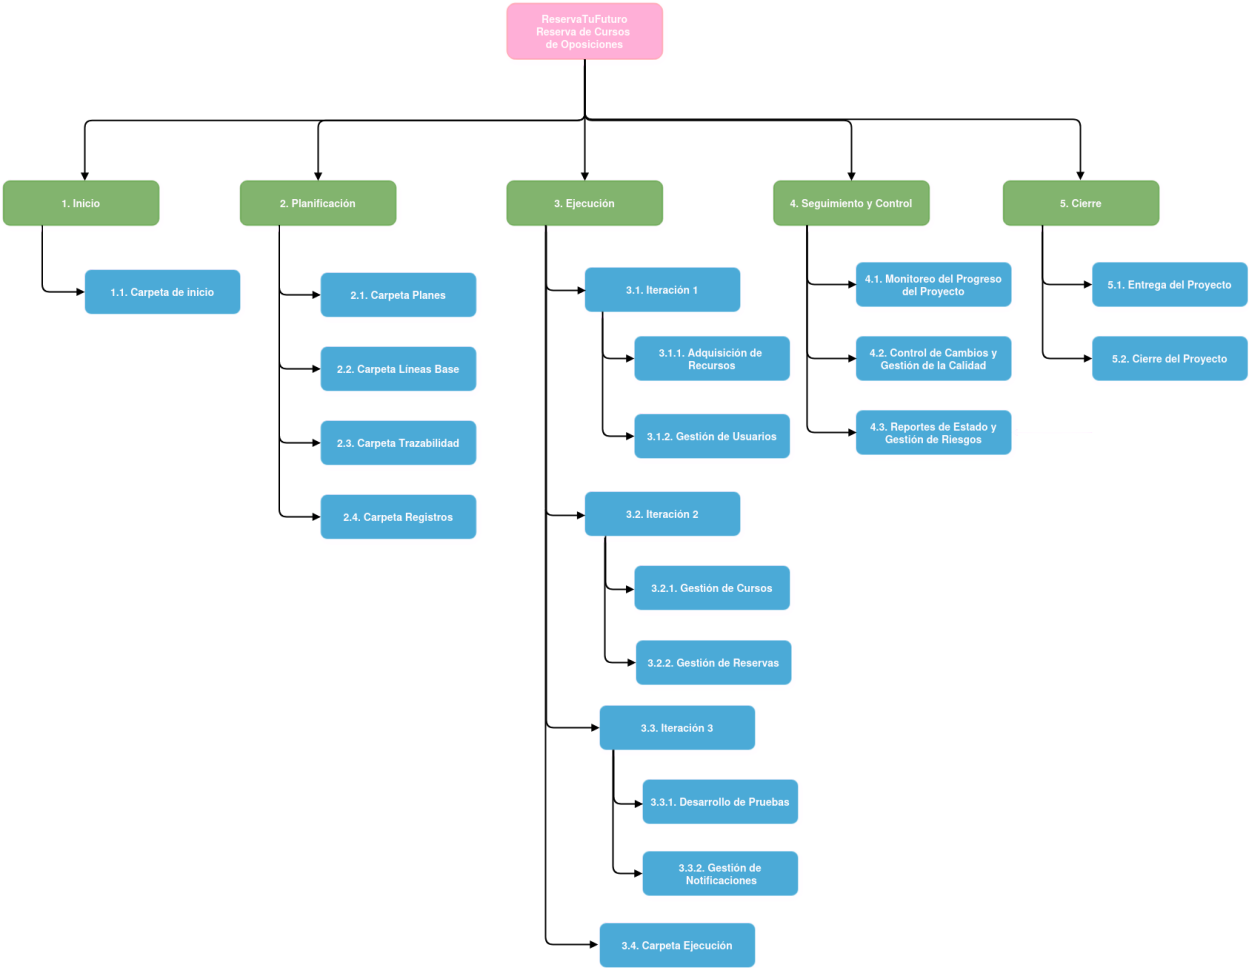 ReservaTuFuturo
Reserva de Cursos
de Oposiciones
1. Inicio
1.1. Carpeta de inicio
2. Planificación
2.1. Carpeta Planes
2.2. Carpeta Líneas Base
2.3. Carpeta Trazabilidad
2.4. Carpeta Registros
3. Ejecución
3.1. Iteración 1
3.1.1. Adquisición de
Recursos
3.1.2. Gestión de Usuarios
3.2. Iteración 2
3.2.1. Gestión de Cursos
3.2.2. Gestión de Reservas
3.3. Iteración 3
3.3.1. Desarrollo de Pruebas
3.3.2. Gestión de
Notificaciones
3.4. Carpeta Ejecución
4. Seguimiento y Control
4.1. Monitoreo del Progreso
del Proyecto
4.2. Control de Cambios y
Gestión de la Calidad
4.3. Reportes de Estado y
Gestión de Riesgos
5. Cierre
5.1. Entrega del Proyecto
5.2. Cierre del Proyecto